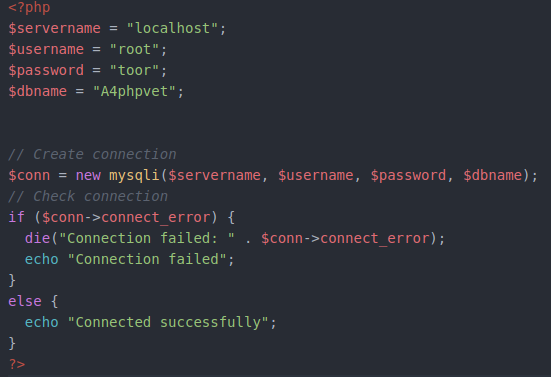 <?php
$servername = "localhost";
$username = "root";
$password = "toor";
$dbname = "A4phpvet";
// Create connection
$conn = new mysqli($servername, $username, $password, $dbname);
// Check connection
if ($conn->connect_error) {
  die("Connection failed: " . $conn->connect_error);
  echo "Connection failed";
}
else {
  echo "Connected successfully";
}
?>